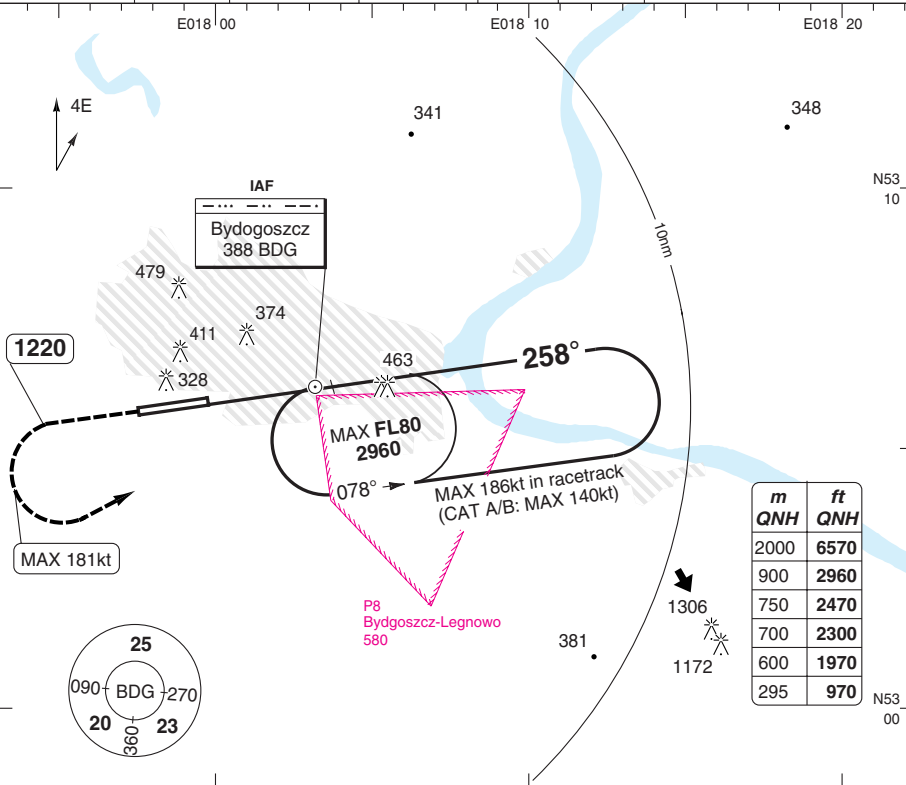 E018 00
E018 10
E018 20
4E
341
348
N53
10
IAF
Bydogoszcz
388 BDG
10nm
479
374
411
328
1220
463
258°
MAX FL80
2960
078°
MAX 186kt in racetrack
(CAT A/B: MAX 140kt)
MAX 181kt
m ft
QNH QNH
2000 6570
900 2960
750 2470
700 2300
600 1970
295 970
P8
Bydgoszcz-Legnowo
580
1306
1172
381
25
090 BDG 270
20 23
360
N53
00